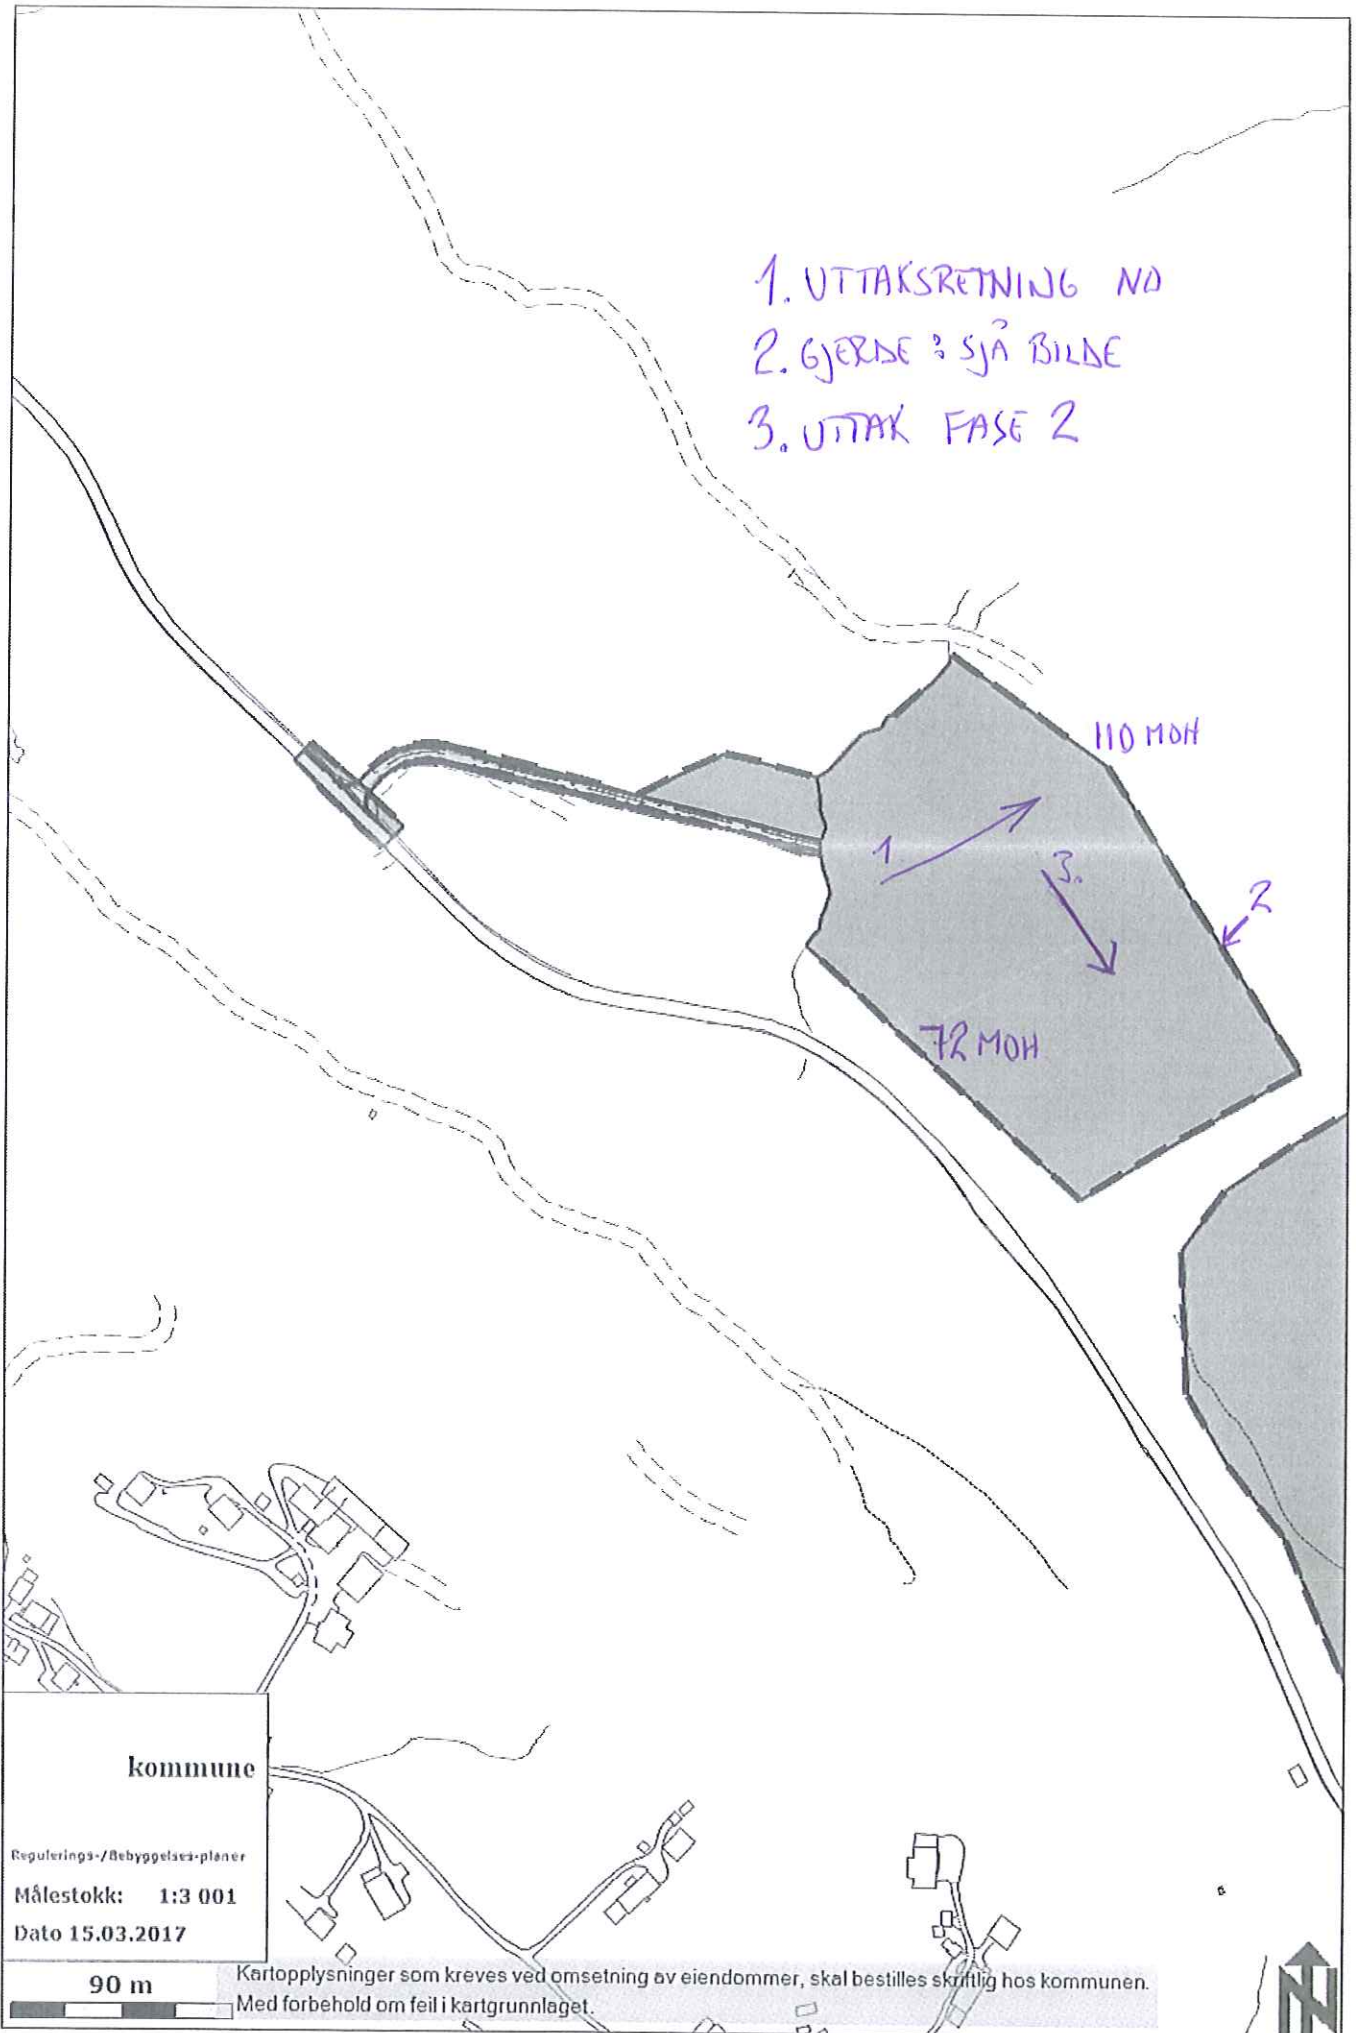 1. UTTAKSRETNING NØ
2. GJERDE : SJÅ BILDE
3. UTTAK FASE 2
110 MOH
1.
3.
2
72 MOH
kommune
Regulerings-/Bebyggelses-planer
Målestokk: 1:3 001
Dato 15.03.2017
90 m
Kartopplysninger som kreves ved omsetning av eiendommer, skal bestilles skriftlig hos kommunen.
Med forbehold om feil i kartgrunnlaget.
N